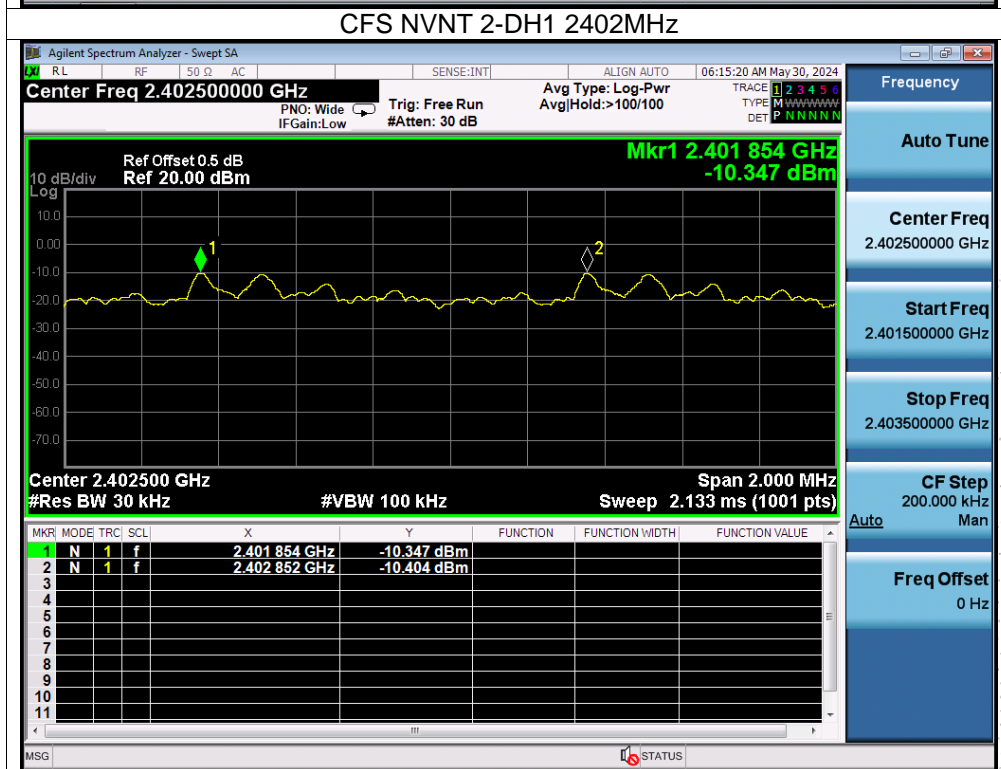 CFS NVNT 2-DH1 2402MHz
Agilent Spectrum Analyzer - Swept SA
LXI RL RF 50 Ω AC SENSE:INT ALIGN AUTO 06:15:20 AM May 30, 2024
Center Freq 2.402500000 GHz
PNO: Wide
IFGain:Low
Trig: Free Run
#Atten: 30 dB
Avg Type: Log-Pwr
Avg|Hold:>100/100
TRACE 1 2 3 4 5 6
TYPE M WWWWW
DET P N N N N N
Ref Offset 0.5 dB
10 dB/div Ref 20.00 dBm
Log
Mkr1 2.401 854 GHz
-10.347 dBm
10.0
0.00
-10.0
-20.0
-30.0
-40.0
-50.0
-60.0
-70.0
1
2
Center 2.402500 GHz Span 2.000 MHz
#Res BW 30 kHz #VBW 100 kHz Sweep 2.133 ms (1001 pts)
MKR MODE TRC SCL X Y FUNCTION FUNCTION WIDTH FUNCTION VALUE
1 N 1 f 2.401 854 GHz -10.347 dBm
2 N 1 f 2.402 852 GHz -10.404 dBm
3
4
5
6
7
8
9
10
11
MSG STATUS
Frequency
Auto Tune
Center Freq
2.402500000 GHz
Start Freq
2.401500000 GHz
Stop Freq
2.403500000 GHz
CF Step
200.000 kHz
Auto Man
Freq Offset
0 Hz